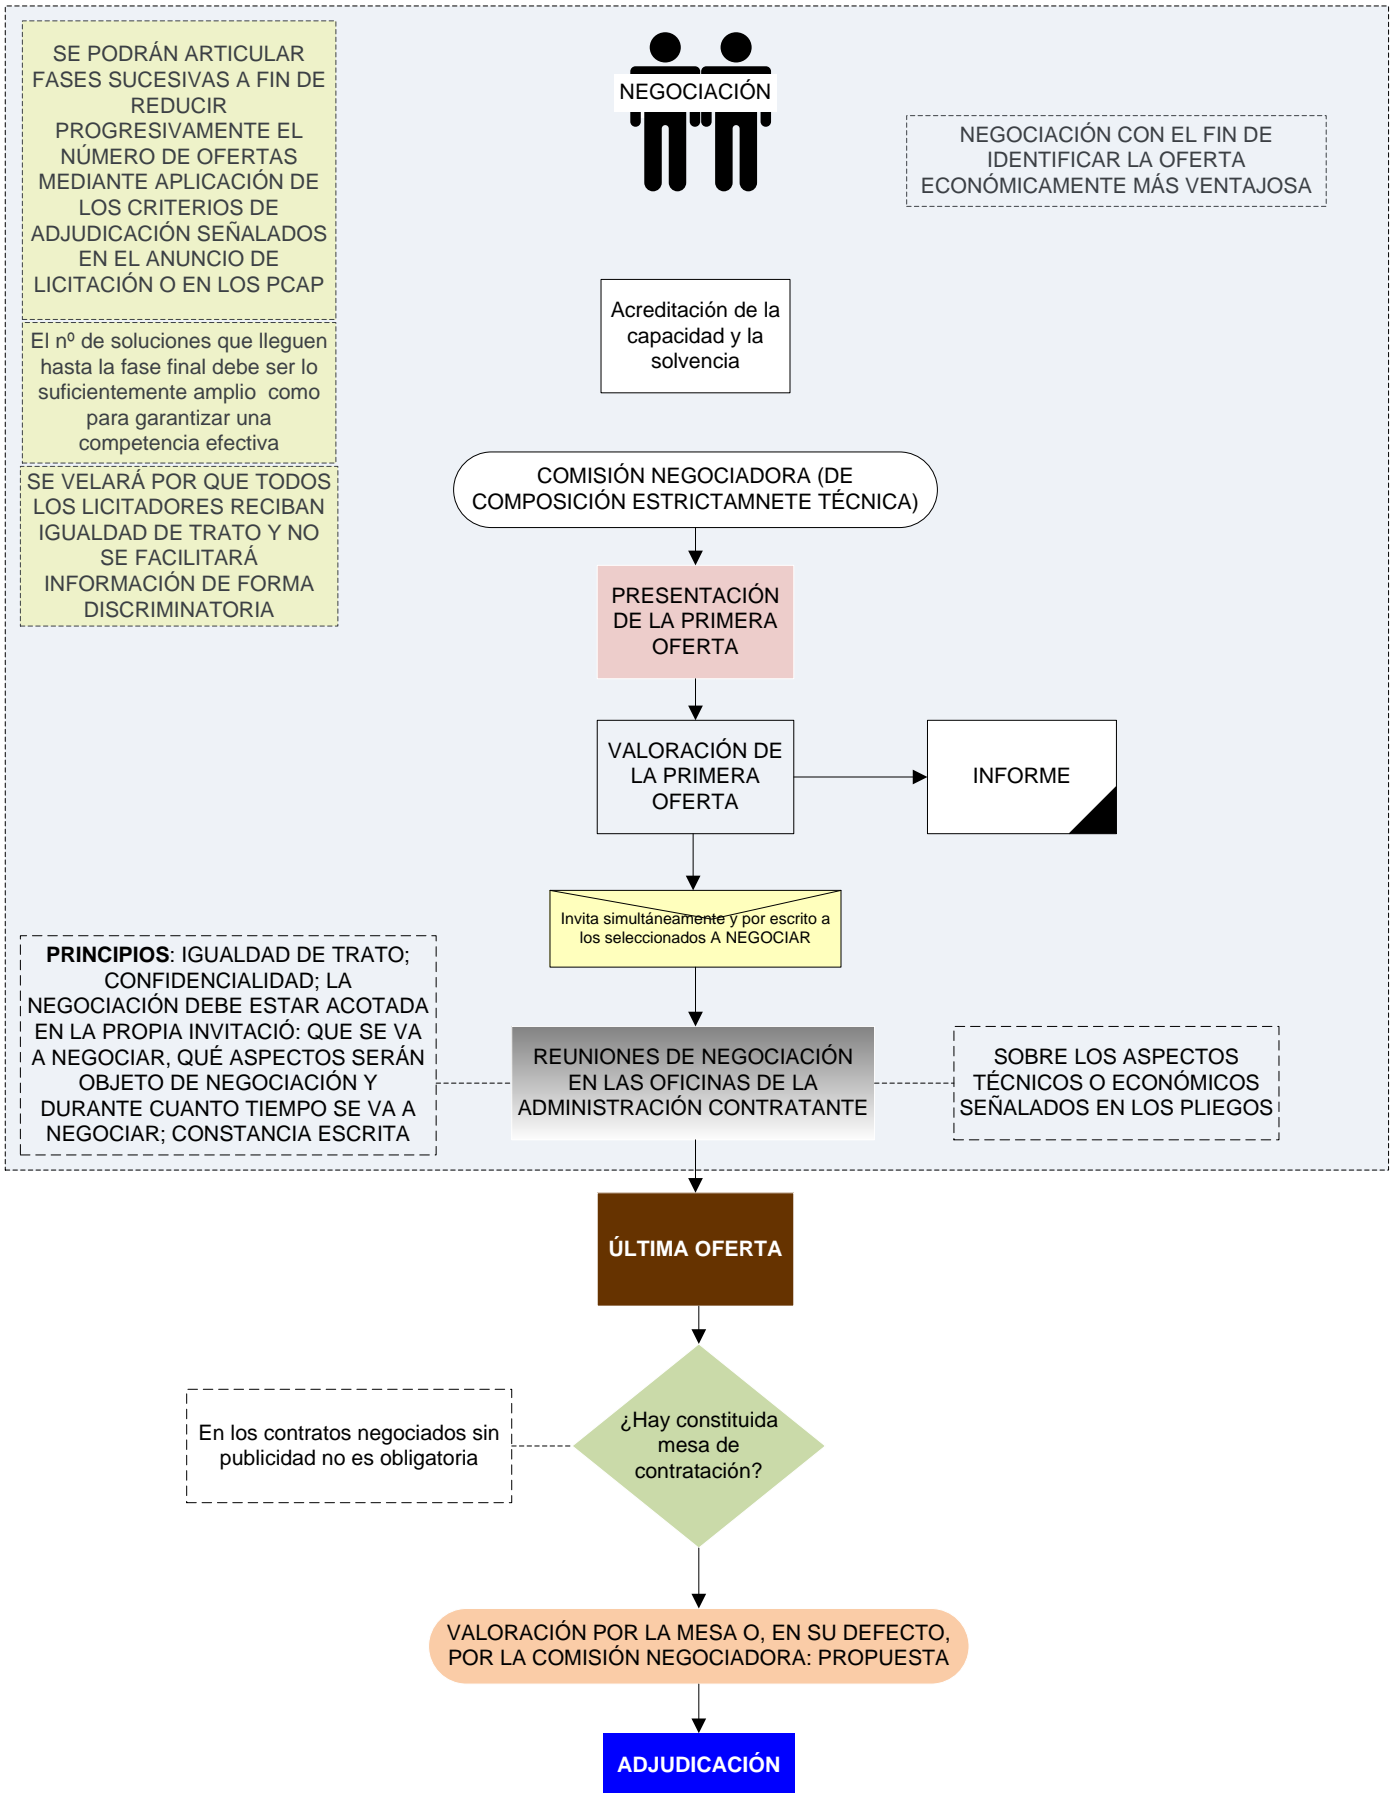 SE PODRÁN ARTICULAR
FASES SUCESIVAS A FIN DE
REDUCIR
PROGRESIVAMENTE EL
NÚMERO DE OFERTAS
MEDIANTE APLICACIÓN DE
LOS CRITERIOS DE
ADJUDICACIÓN SEÑALADOS
EN EL ANUNCIO DE
LICITACIÓN O EN LOS PCAP
NEGOCIACIÓN
NEGOCIACIÓN CON EL FIN DE
IDENTIFICAR LA OFERTA
ECONÓMICAMENTE MÁS VENTAJOSA
Acreditación de la
capacidad y la
solvencia
El nº de soluciones que lleguen
hasta la fase final debe ser lo
suficientemente amplio  como
para garantizar una
competencia efectiva
SE VELARÁ POR QUE TODOS
LOS LICITADORES RECIBAN
IGUALDAD DE TRATO Y NO
SE FACILITARÁ
INFORMACIÓN DE FORMA
DISCRIMINATORIA
COMISIÓN NEGOCIADORA (DE
COMPOSICIÓN ESTRICTAMNETE TÉCNICA)
PRESENTACIÓN
DE LA PRIMERA
OFERTA
VALORACIÓN DE
LA PRIMERA
OFERTA
INFORME
Invita simultáneamente y por escrito a
los seleccionados A NEGOCIAR
PRINCIPIOS: IGUALDAD DE TRATO;
CONFIDENCIALIDAD; LA
NEGOCIACIÓN DEBE ESTAR ACOTADA
EN LA PROPIA INVITACIÓ: QUE SE VA
A NEGOCIAR, QUÉ ASPECTOS SERÁN
OBJETO DE NEGOCIACIÓN Y
DURANTE CUANTO TIEMPO SE VA A
NEGOCIAR; CONSTANCIA ESCRITA
REUNIONES DE NEGOCIACIÓN
EN LAS OFICINAS DE LA
ADMINISTRACIÓN CONTRATANTE
SOBRE LOS ASPECTOS
TÉCNICOS O ECONÓMICOS
SEÑALADOS EN LOS PLIEGOS
ÚLTIMA OFERTA
En los contratos negociados sin
publicidad no es obligatoria
¿Hay constituida
mesa de
contratación?
VALORACIÓN POR LA MESA O, EN SU DEFECTO,
POR LA COMISIÓN NEGOCIADORA: PROPUESTA
ADJUDICACIÓN